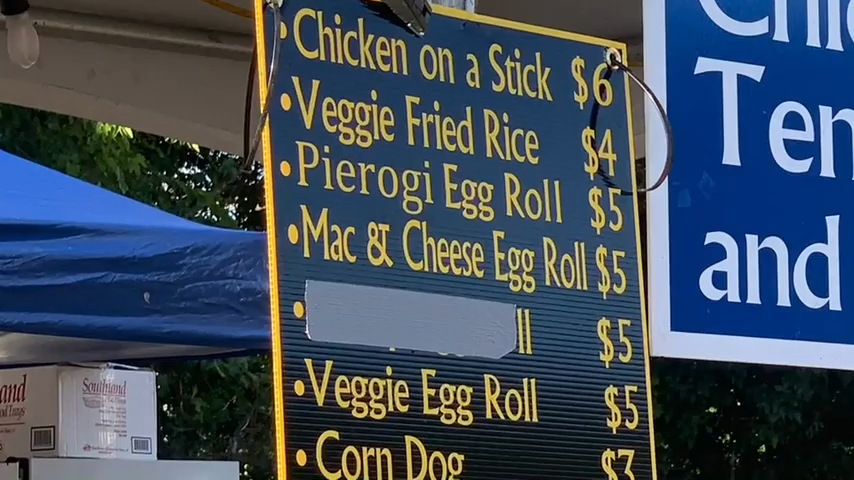 • Chicken on a Stick $6
• Veggie Fried Rice $4
• Pierogi Egg Roll $5
• Mac & Cheese Egg Roll $5
• ll $5
• Veggie Egg Roll $5
• Corn Dog $3
Te
and
Southland